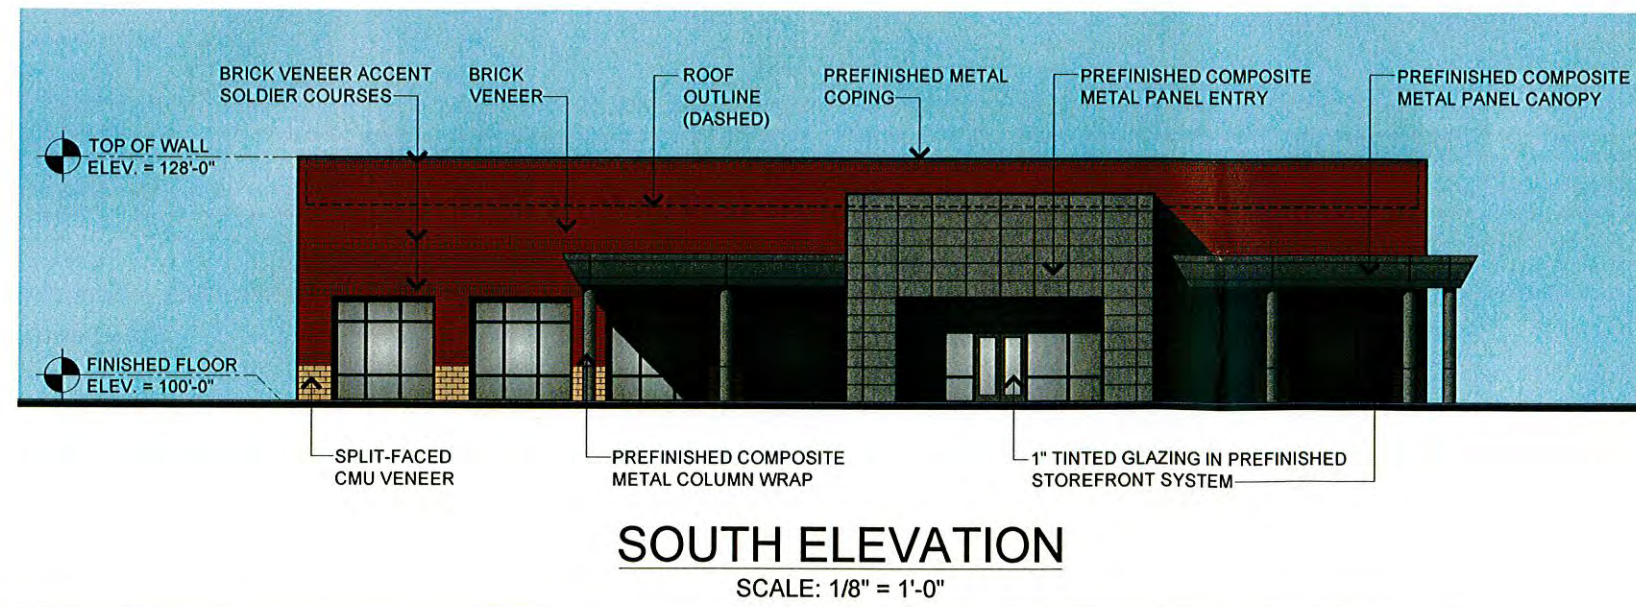 BRICK VENEER ACCENT
SOLDIER COURSES
BRICK
VENEER
ROOF
OUTLINE
(DASHED)
PREFINISHED METAL
COPING
PREFINISHED COMPOSITE
METAL PANEL ENTRY
PREFINISHED COMPOSITE
METAL PANEL CANOPY
TOP OF WALL
ELEV. = 128'-0"
FINISHED FLOOR
ELEV. = 100'-0"
SPLIT-FACED
CMU VENEER
PREFINISHED COMPOSITE
METAL COLUMN WRAP
1" TINTED GLAZING IN PREFINISHED
STOREFRONT SYSTEM
SOUTH ELEVATION
SCALE: 1/8" = 1'-0"